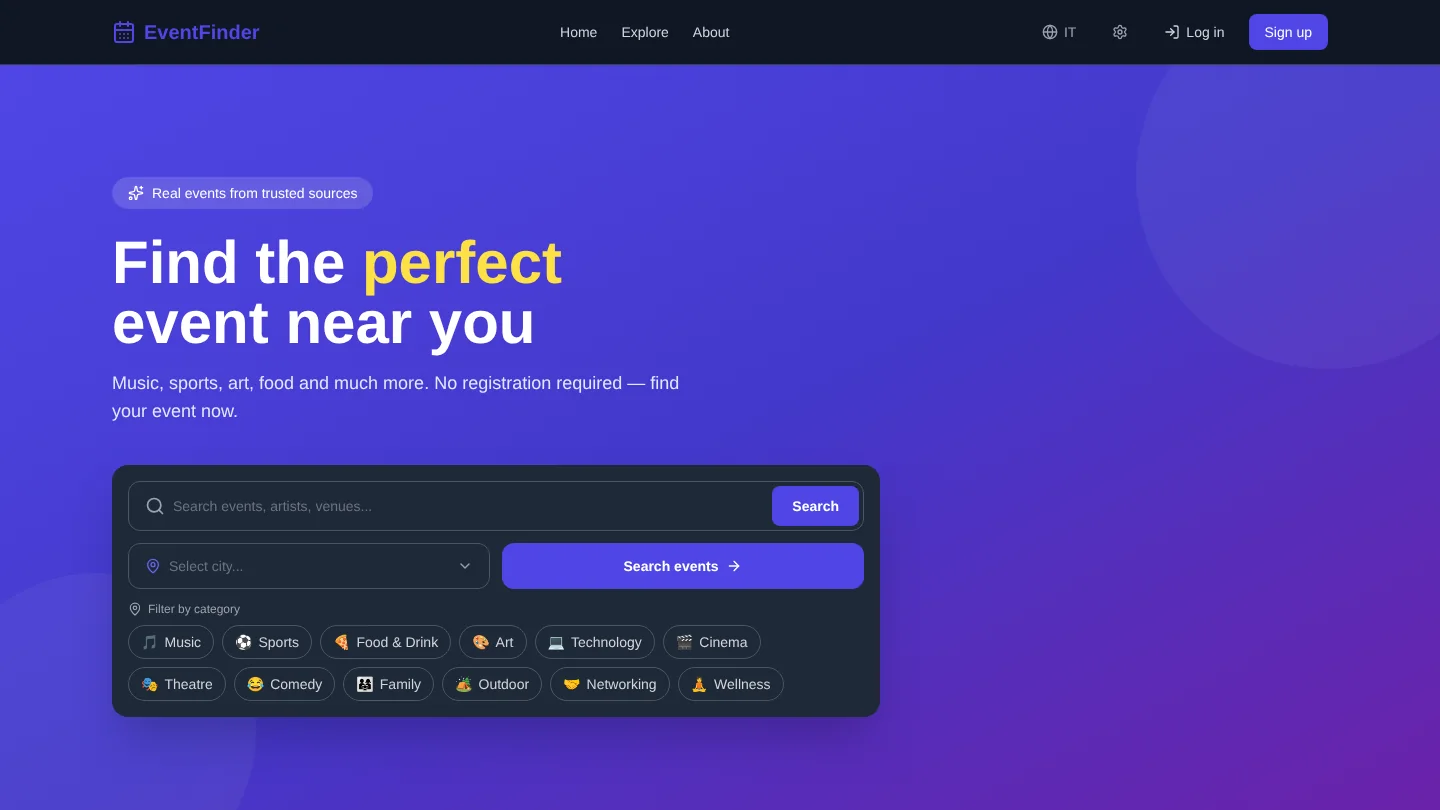 EventFinder
Home
Explore
About
IT
Log in
Sign up
Real events from trusted sources
Find the perfect
event near you
Music, sports, art, food and much more. No registration required — find
your event now.
Search events, artists, venues...
Search
Select city...
Search events
Filter by category
Music
Sports
Food & Drink
Art
Technology
Cinema
Theatre
Comedy
Family
Outdoor
Networking
Wellness